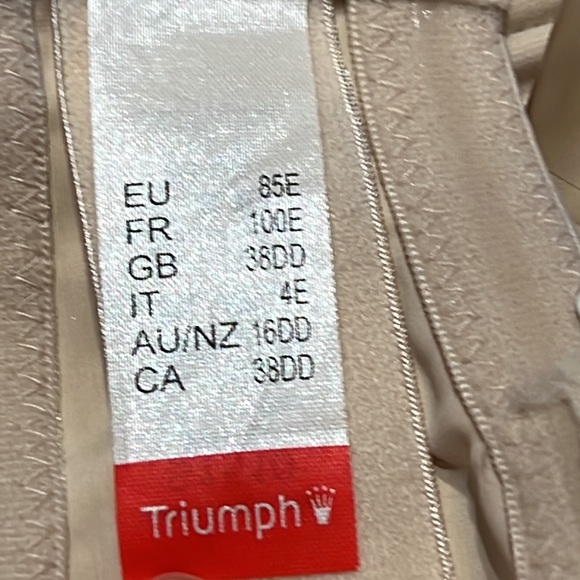 EU 85E
FR 100E
GB 38DD
IT 4E
AU/NZ 16DD
CA 38DD
Triumph